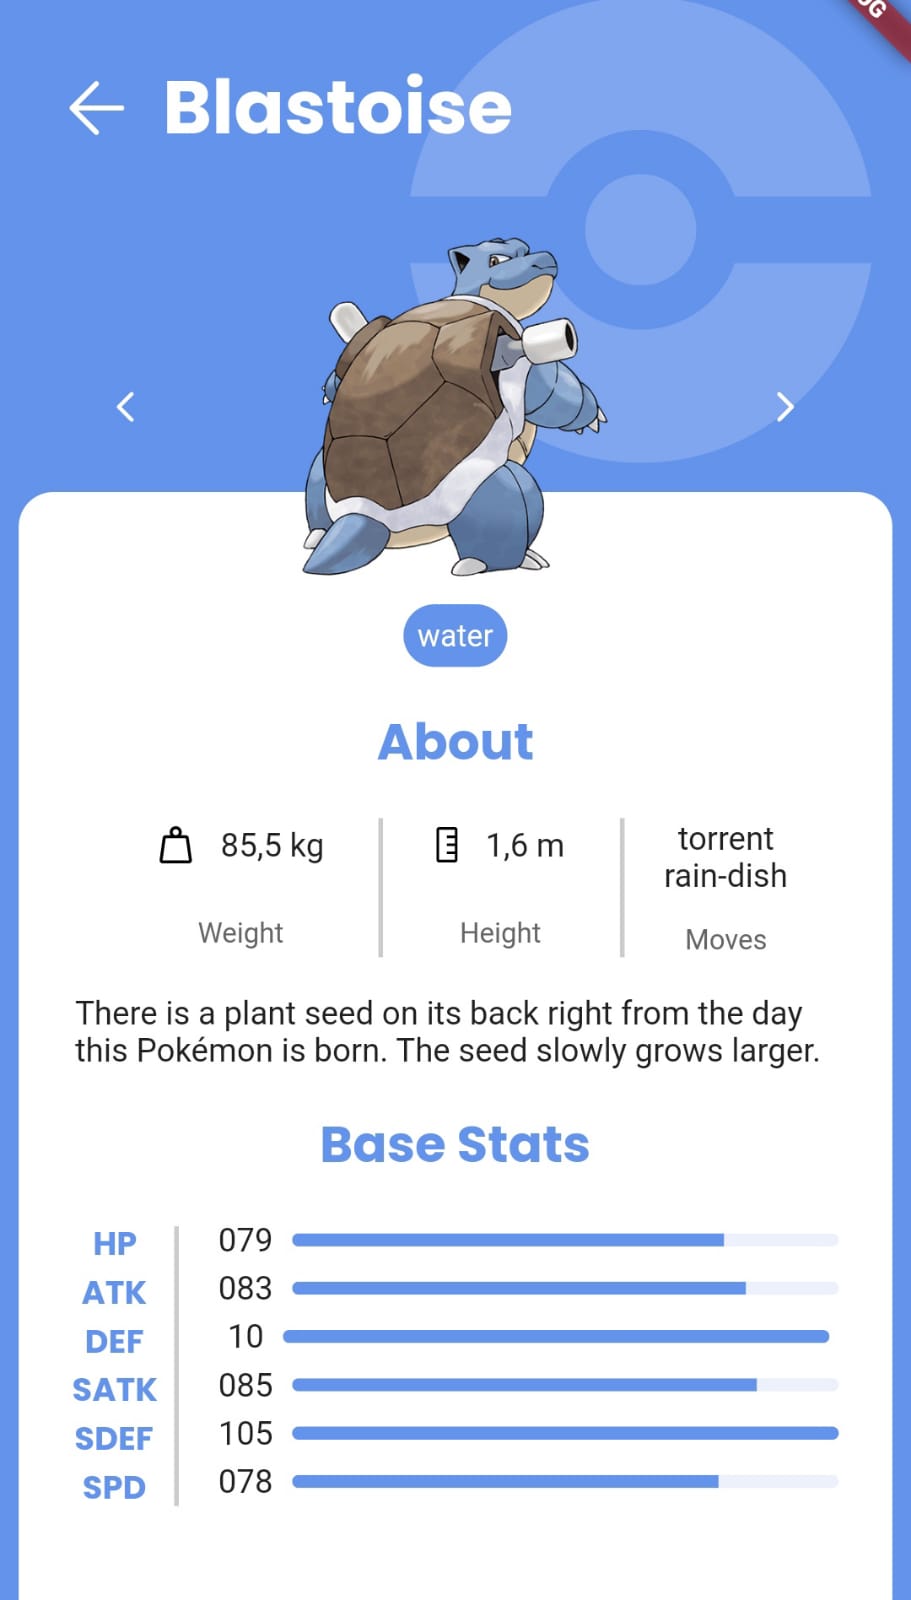 Blastoise
water
About
85,5 kg
1,6 m
torrent
rain-dish
Weight
Height
Moves
There is a plant seed on its back right from the day
this Pokémon is born. The seed slowly grows larger.
Base Stats
HP 079
ATK 083
DEF 10
SATK 085
SDEF 105
SPD 078